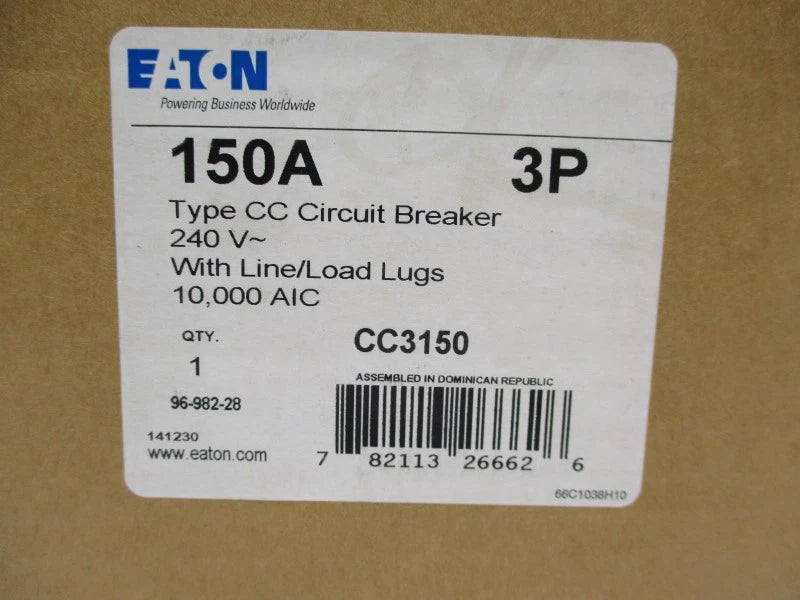 EATON
Powering Business Worldwide
150A 3P
Type CC Circuit Breaker
240 V~
With Line/Load Lugs
10,000 AIC
QTY.
1
CC3150
ASSEMBLED IN DOMINICAN REPUBLIC
96-982-28
141230
www.eaton.com
7 82113 26662 6
66C1038H10